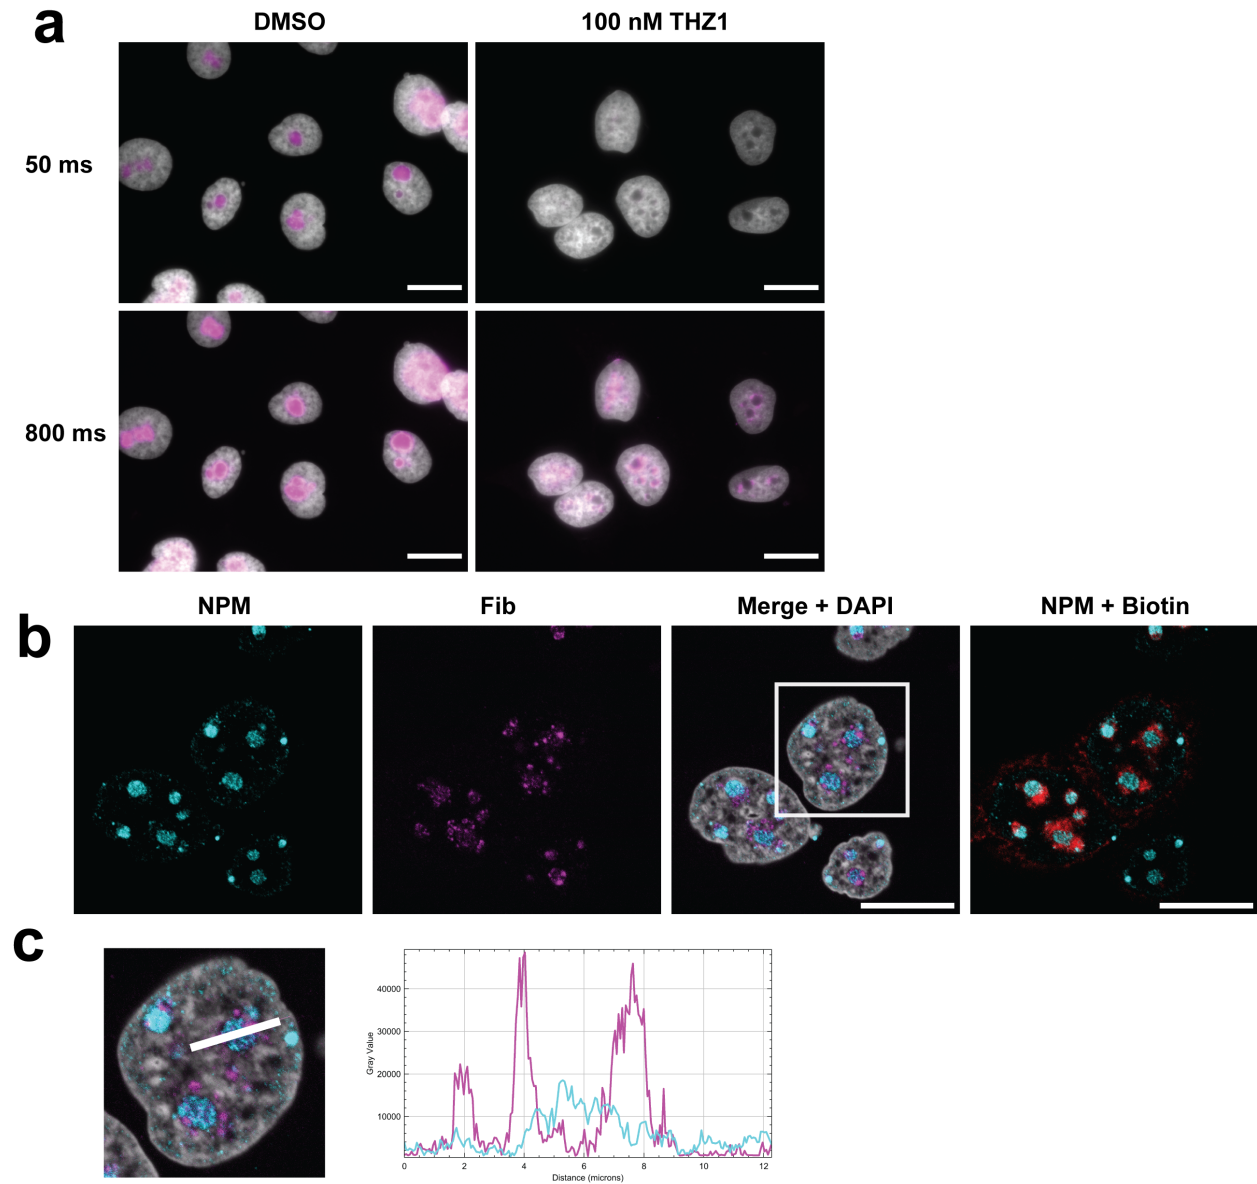 a
DMSO
100 nM THZ1
50 ms
800 ms
b
NPM
Fib
Merge + DAPI
NPM + Biotin
c
Gray Value
40000
30000
20000
10000
0
2
4
6
8
10
12
Distance (microns)